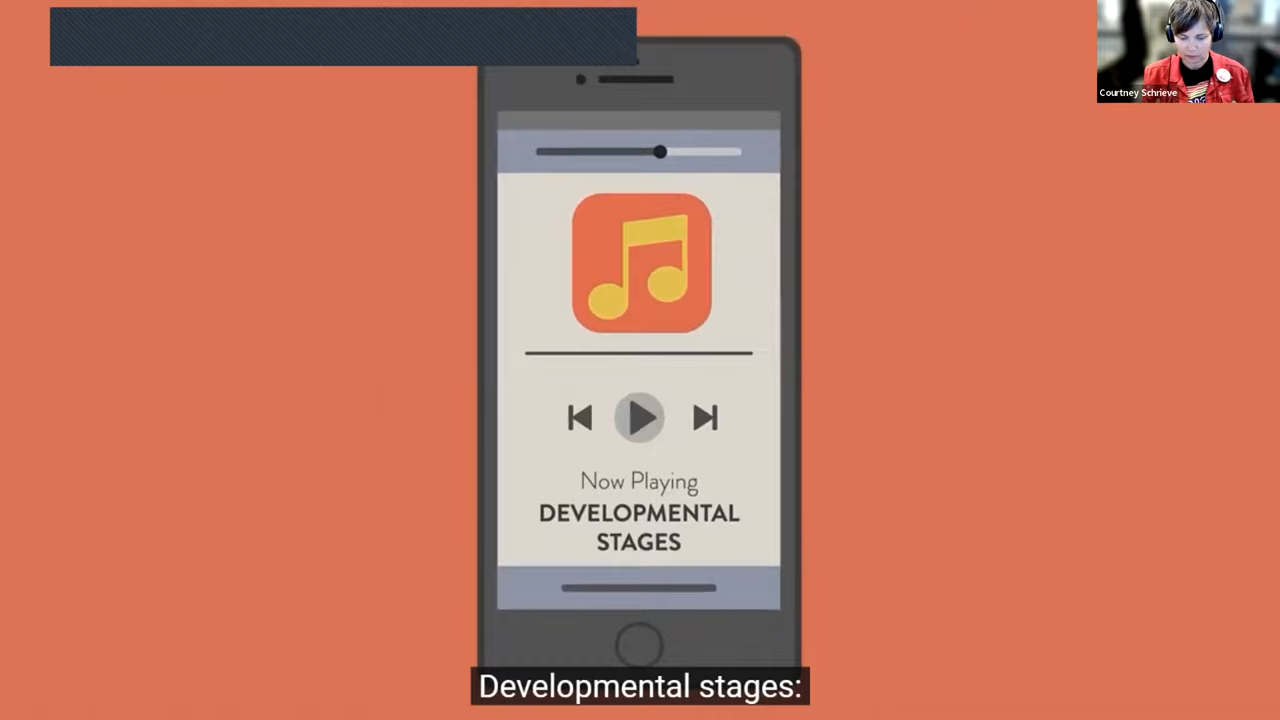 Courtney Schrieve
Now Playing
DEVELOPMENTAL
STAGES
Developmental stages: